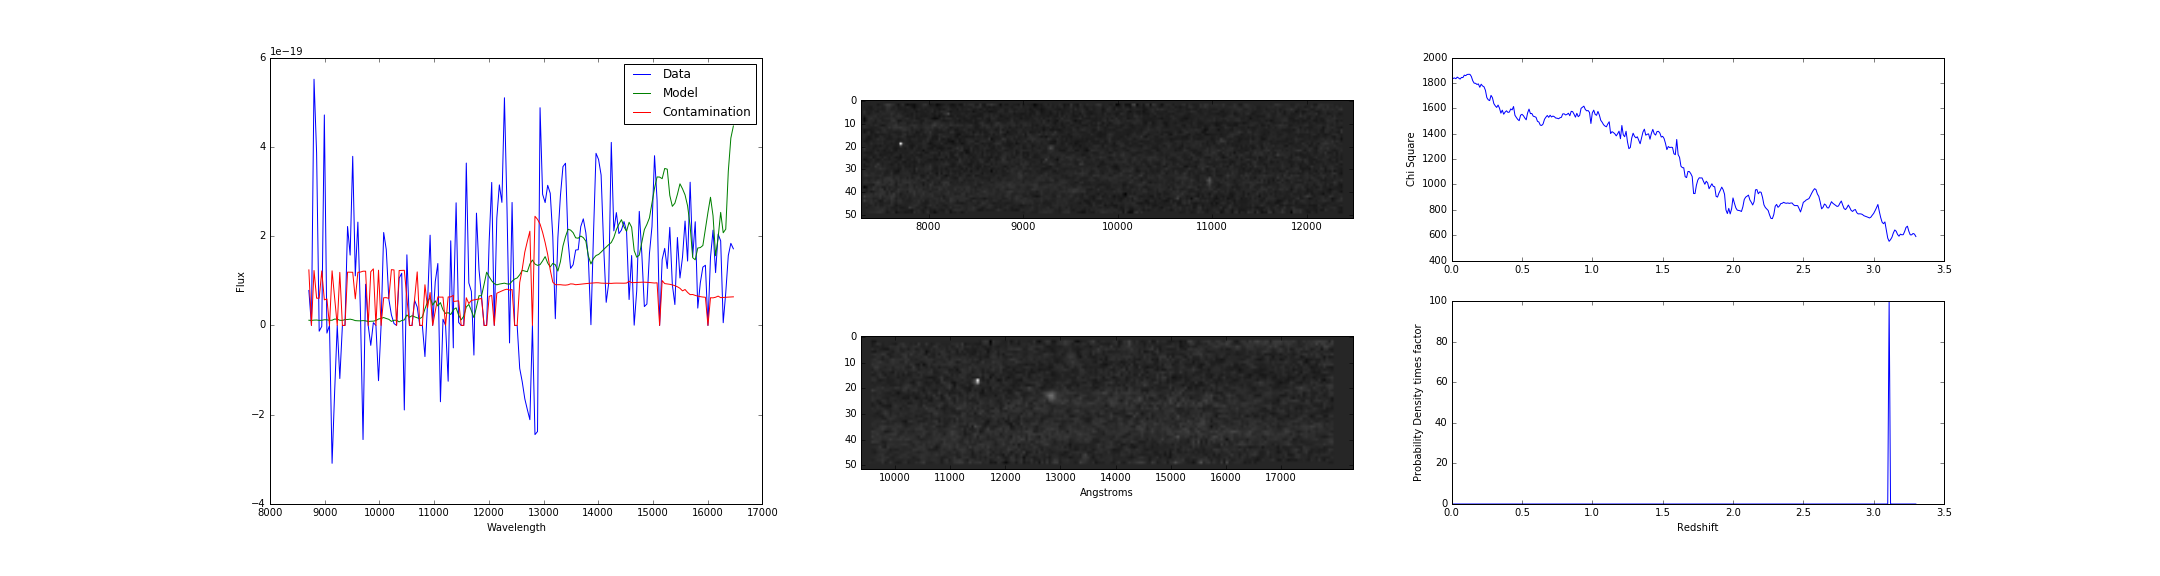 1e−19
6
4
2
0
−2
−4
Flux
8000 9000 10000 11000 12000 13000 14000 15000 16000 17000
Wavelength
Data
Model
Contamination
0
10
20
30
40
50
8000 9000 10000 11000 12000
0
10
20
30
40
50
10000 11000 12000 13000 14000 15000 16000 17000
Angstroms
2000
1800
1600
1400
1200
1000
800
600
400
Chi Square
0.0 0.5 1.0 1.5 2.0 2.5 3.0 3.5
100
80
60
40
20
0
Probability Density times factor
0.0 0.5 1.0 1.5 2.0 2.5 3.0 3.5
Redshift